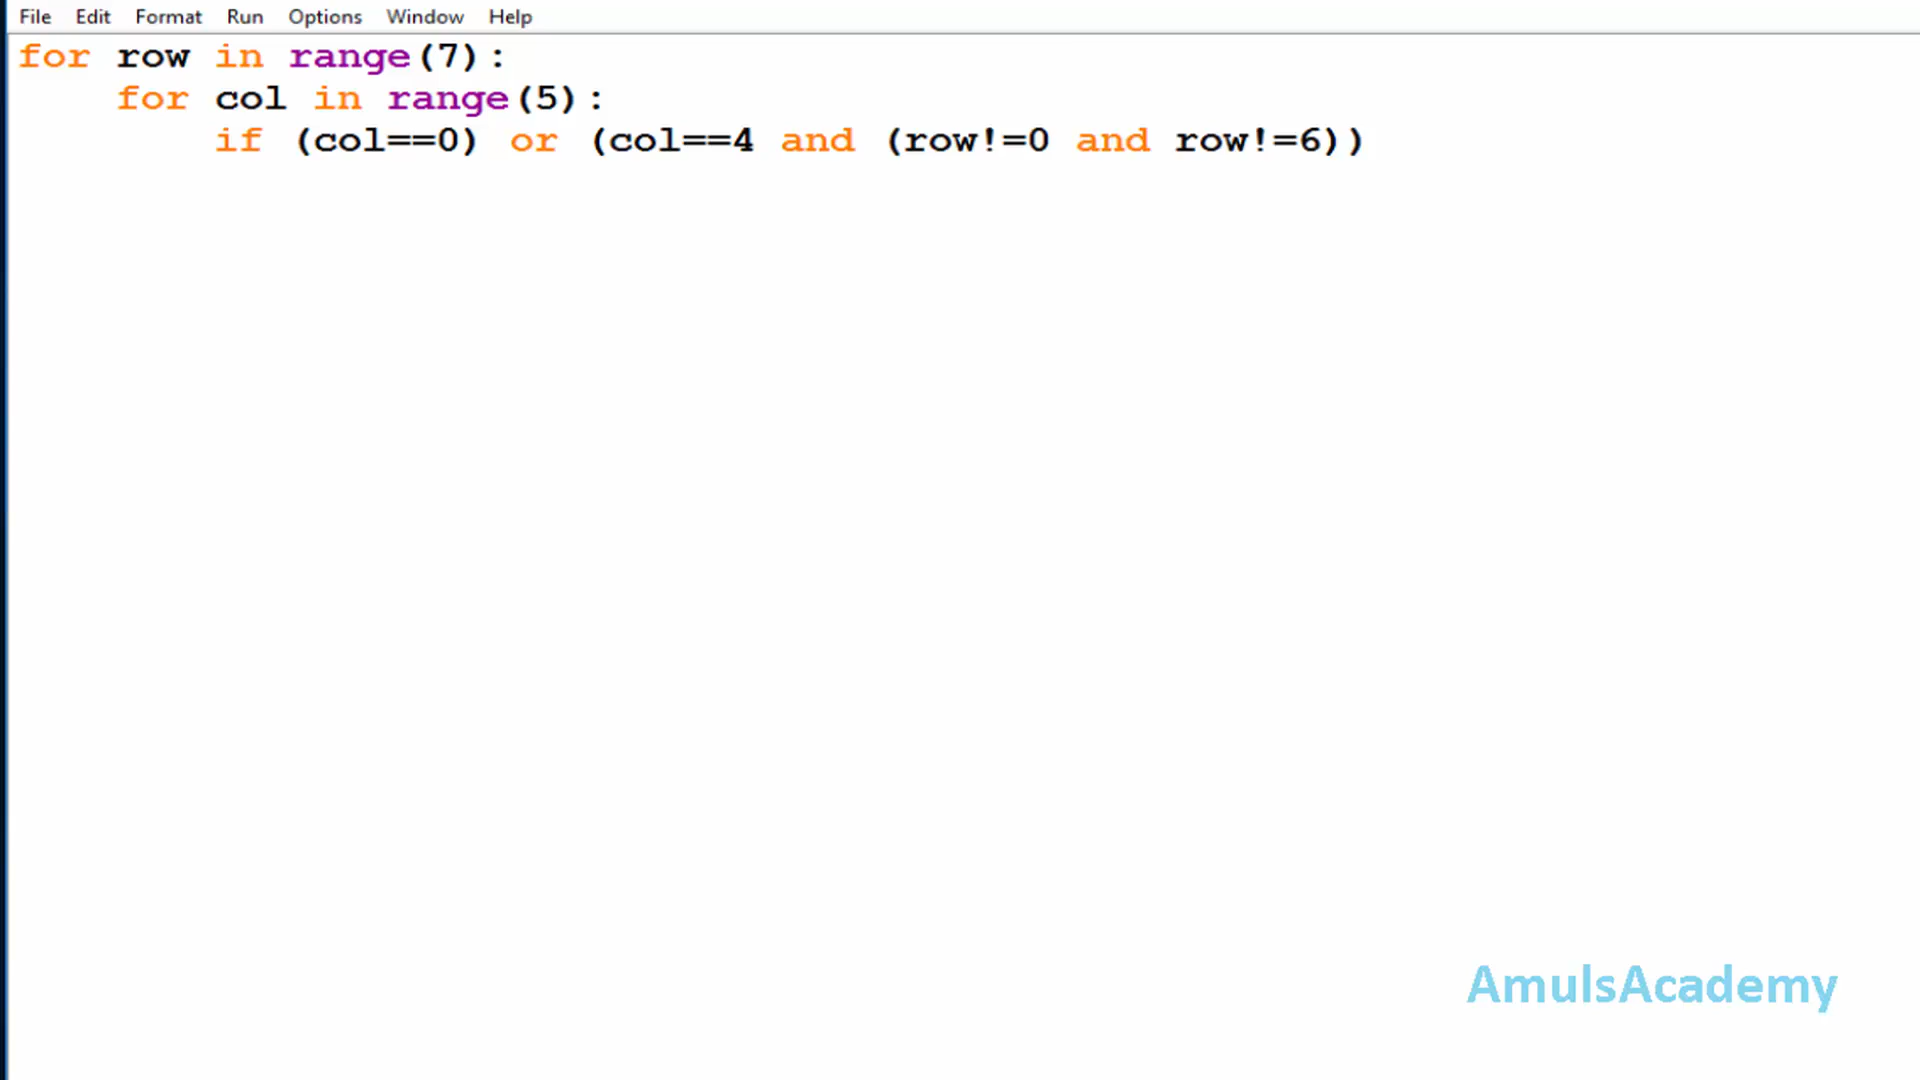 File Edit Format Run Options Window Help
for row in range(7):
    for col in range(5):
        if (col==0) or (col==4 and (row!=0 and row!=6))
AmulsAcademy